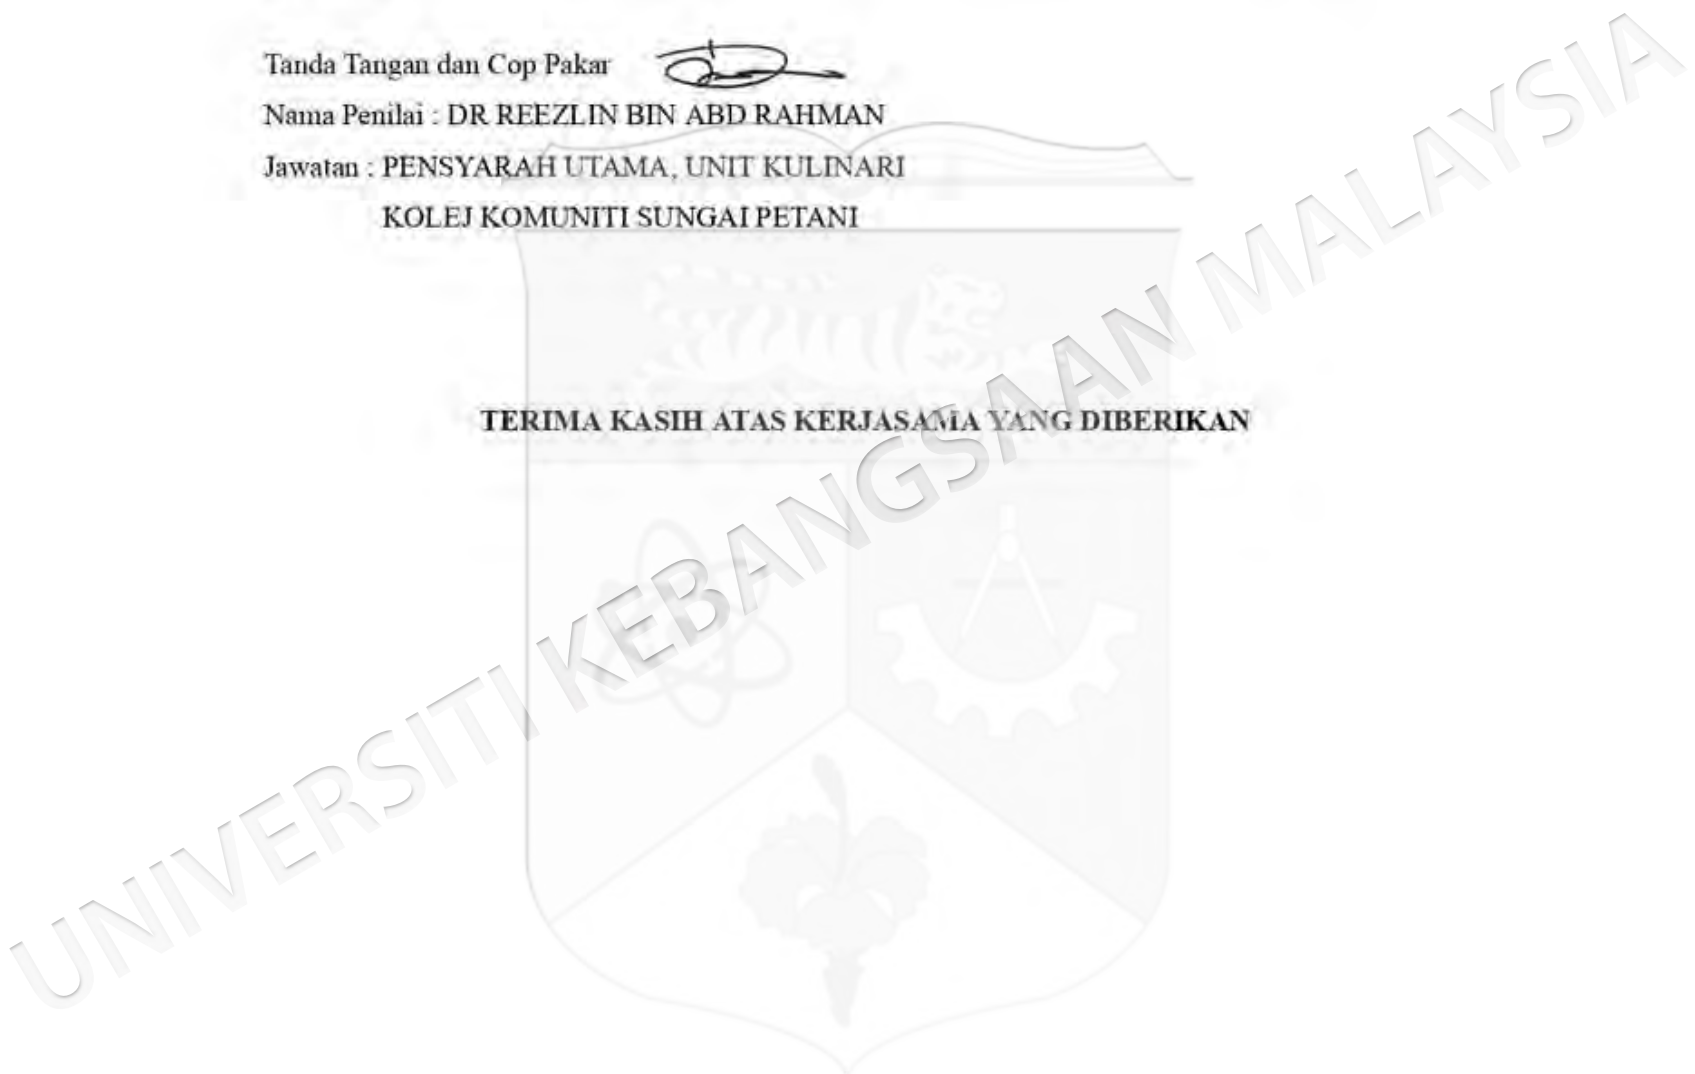 Tanda Tangan dan Cop Pakar
Nama Penilai : DR REEZLIN BIN ABD RAHMAN
Jawatan : PENSYARAH UTAMA, UNIT KULINARI
KOLEJ KOMUNITI SUNGAI PETANI
TERIMA KASIH ATAS KERJASAMA YANG DIBERIKAN
UNIVERSITI KEBANGSAAN MALAYSIA